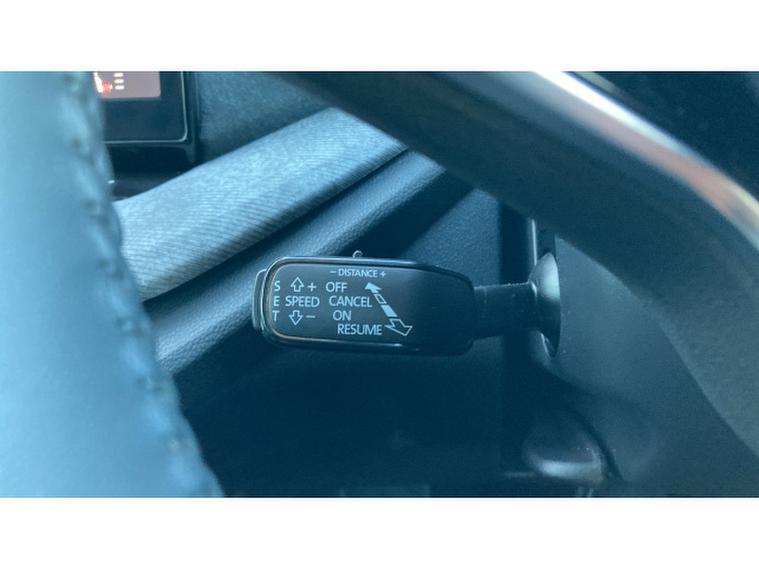 − DISTANCE +
S + OFF
E SPEED CANCEL
T − ON
RESUME